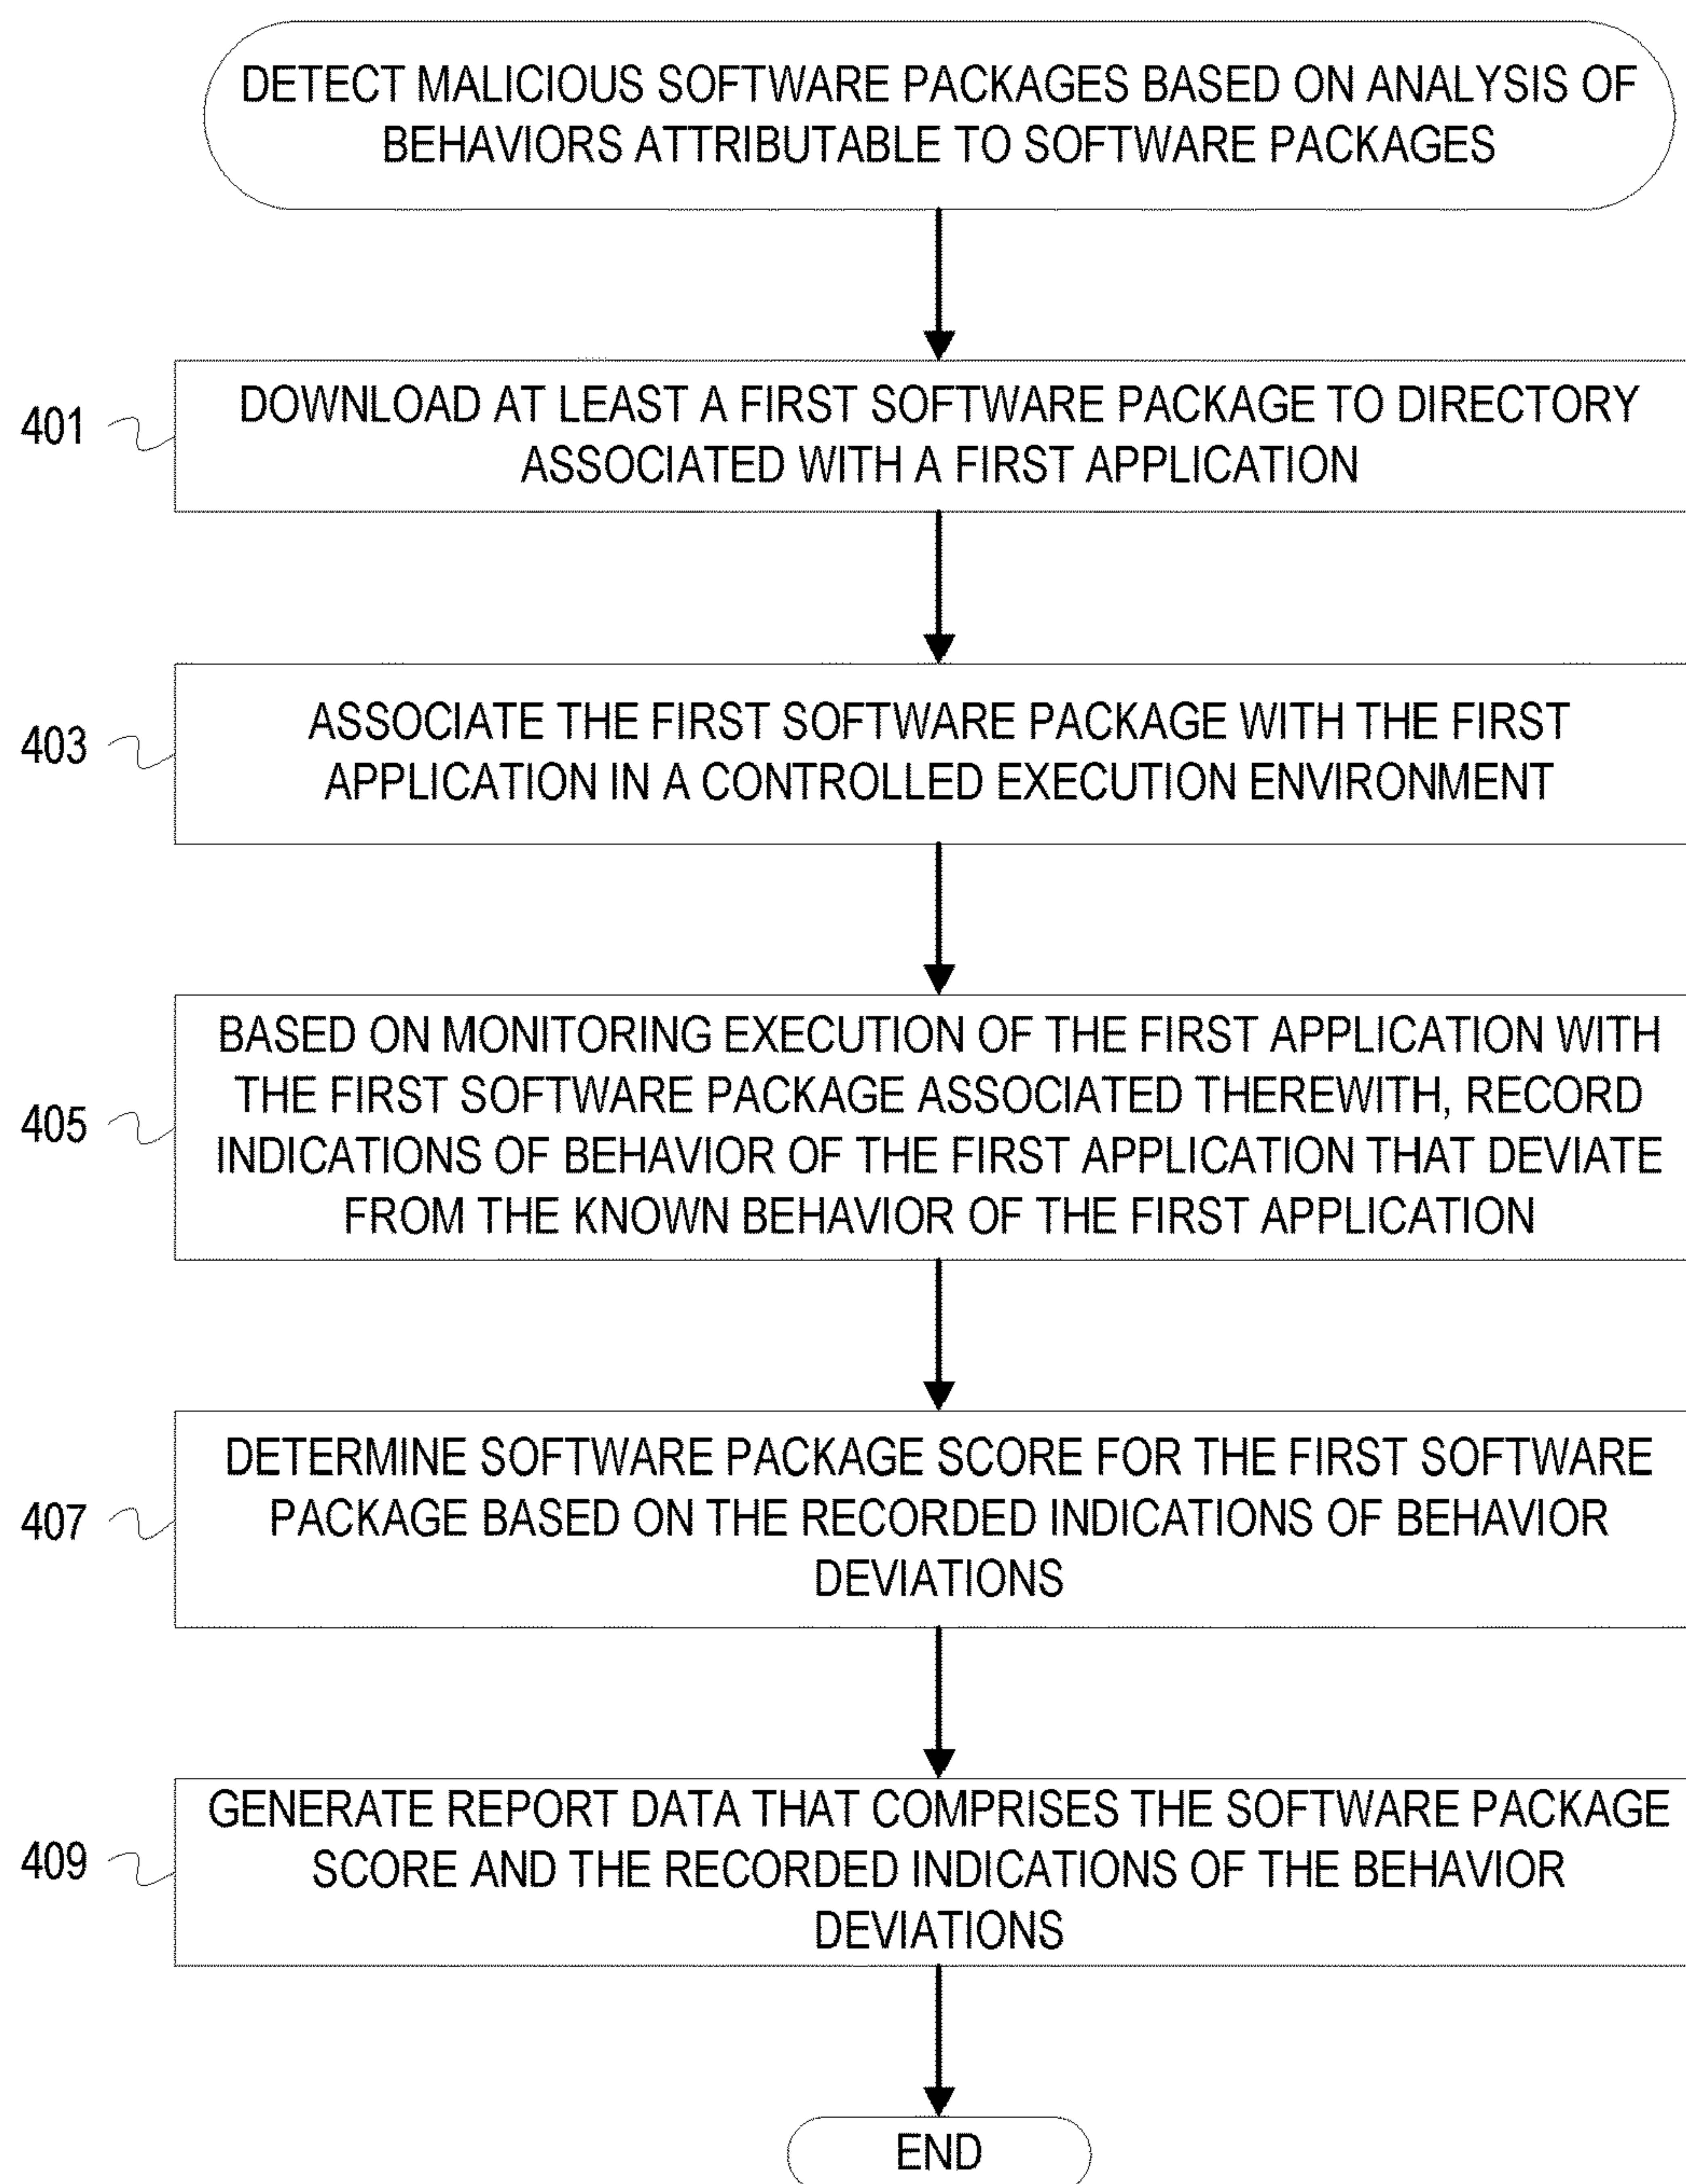 DETECT MALICIOUS SOFTWARE PACKAGES BASED ON ANALYSIS OF
BEHAVIORS ATTRIBUTABLE TO SOFTWARE PACKAGES
401
DOWNLOAD AT LEAST A FIRST SOFTWARE PACKAGE TO DIRECTORY
ASSOCIATED WITH A FIRST APPLICATION
403
ASSOCIATE THE FIRST SOFTWARE PACKAGE WITH THE FIRST
APPLICATION IN A CONTROLLED EXECUTION ENVIRONMENT
405
BASED ON MONITORING EXECUTION OF THE FIRST APPLICATION WITH
THE FIRST SOFTWARE PACKAGE ASSOCIATED THEREWITH, RECORD
INDICATIONS OF BEHAVIOR OF THE FIRST APPLICATION THAT DEVIATE
FROM THE KNOWN BEHAVIOR OF THE FIRST APPLICATION
407
DETERMINE SOFTWARE PACKAGE SCORE FOR THE FIRST SOFTWARE
PACKAGE BASED ON THE RECORDED INDICATIONS OF BEHAVIOR
DEVIATIONS
409
GENERATE REPORT DATA THAT COMPRISES THE SOFTWARE PACKAGE
SCORE AND THE RECORDED INDICATIONS OF THE BEHAVIOR
DEVIATIONS
END